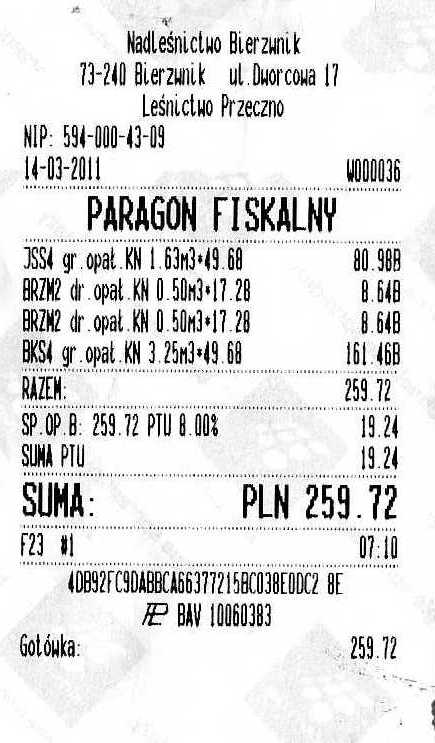 Nadleśnictwo Bierzwnik
73-240 Bierzwnik ul.Dworcowa 17
Leśnictwo Przeczno
NIP: 594-000-43-09
14-03-2011 W000036
PARAGON FISKALNY
JSS4 gr.opał.KN 1.63m3*49.68 80.98B
BRZM2 dr.opał.KN 0.50m3*17.28 8.64B
BRZM2 dr.opał.KN 0.50m3*17.28 8.64B
BKS4 gr.opał.KN 3.25m3*49.68 161.46B
RAZEM: 259.72
SP.OP.B: 259.72 PTU 8.00% 19.24
SUMA PTU 19.24
SUMA: PLN 259.72
F23 #1 07:10
4DB92FC9DABBCA66377215BC038E0DC2 8E
BAV 10060383
Gotówka: 259.72